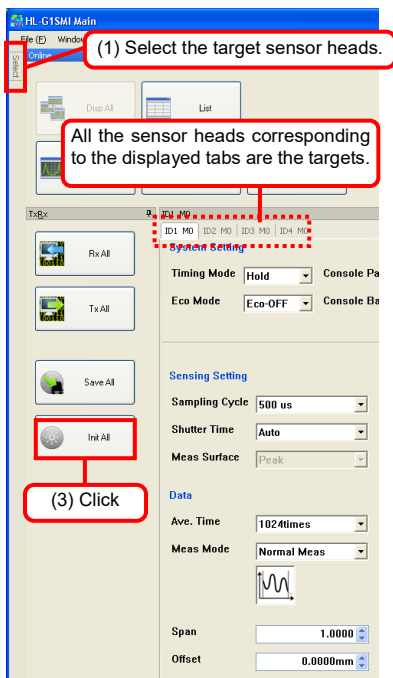 HL-G1SMI Main
File (E) Window
(1) Select the target sensor heads.
Select
Online
Disp All
List
All the sensor heads corresponding
to the displayed tabs are the targets.
TxRx
ID1 M0
ID1 M0 ID2 M0 ID3 M0 ID4 M0
System Setting
Rx All
Timing Mode Hold Console Pa
Tx All
Eco Mode Eco-OFF Console Ba
Sensing Setting
Save All
Sampling Cycle 500 us
Shutter Time Auto
Init All
Meas Surface Peak
(3) Click
Data
Ave. Time 1024times
Meas Mode Normal Meas
Span 1.0000
Offset 0.0000mm